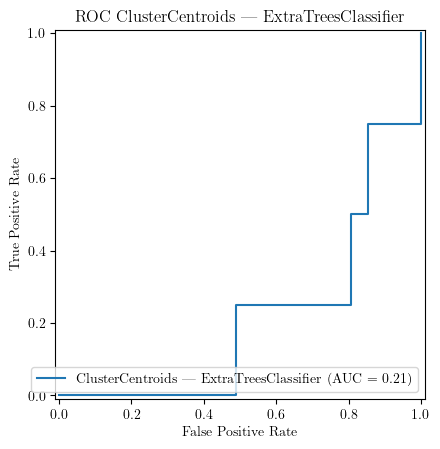 ROC ClusterCentroids — ExtraTreesClassifier
1.0
0.8
0.6
0.4
0.2
0.0
True Positive Rate
ClusterCentroids — ExtraTreesClassifier (AUC = 0.21)
0.0 0.2 0.4 0.6 0.8 1.0
False Positive Rate